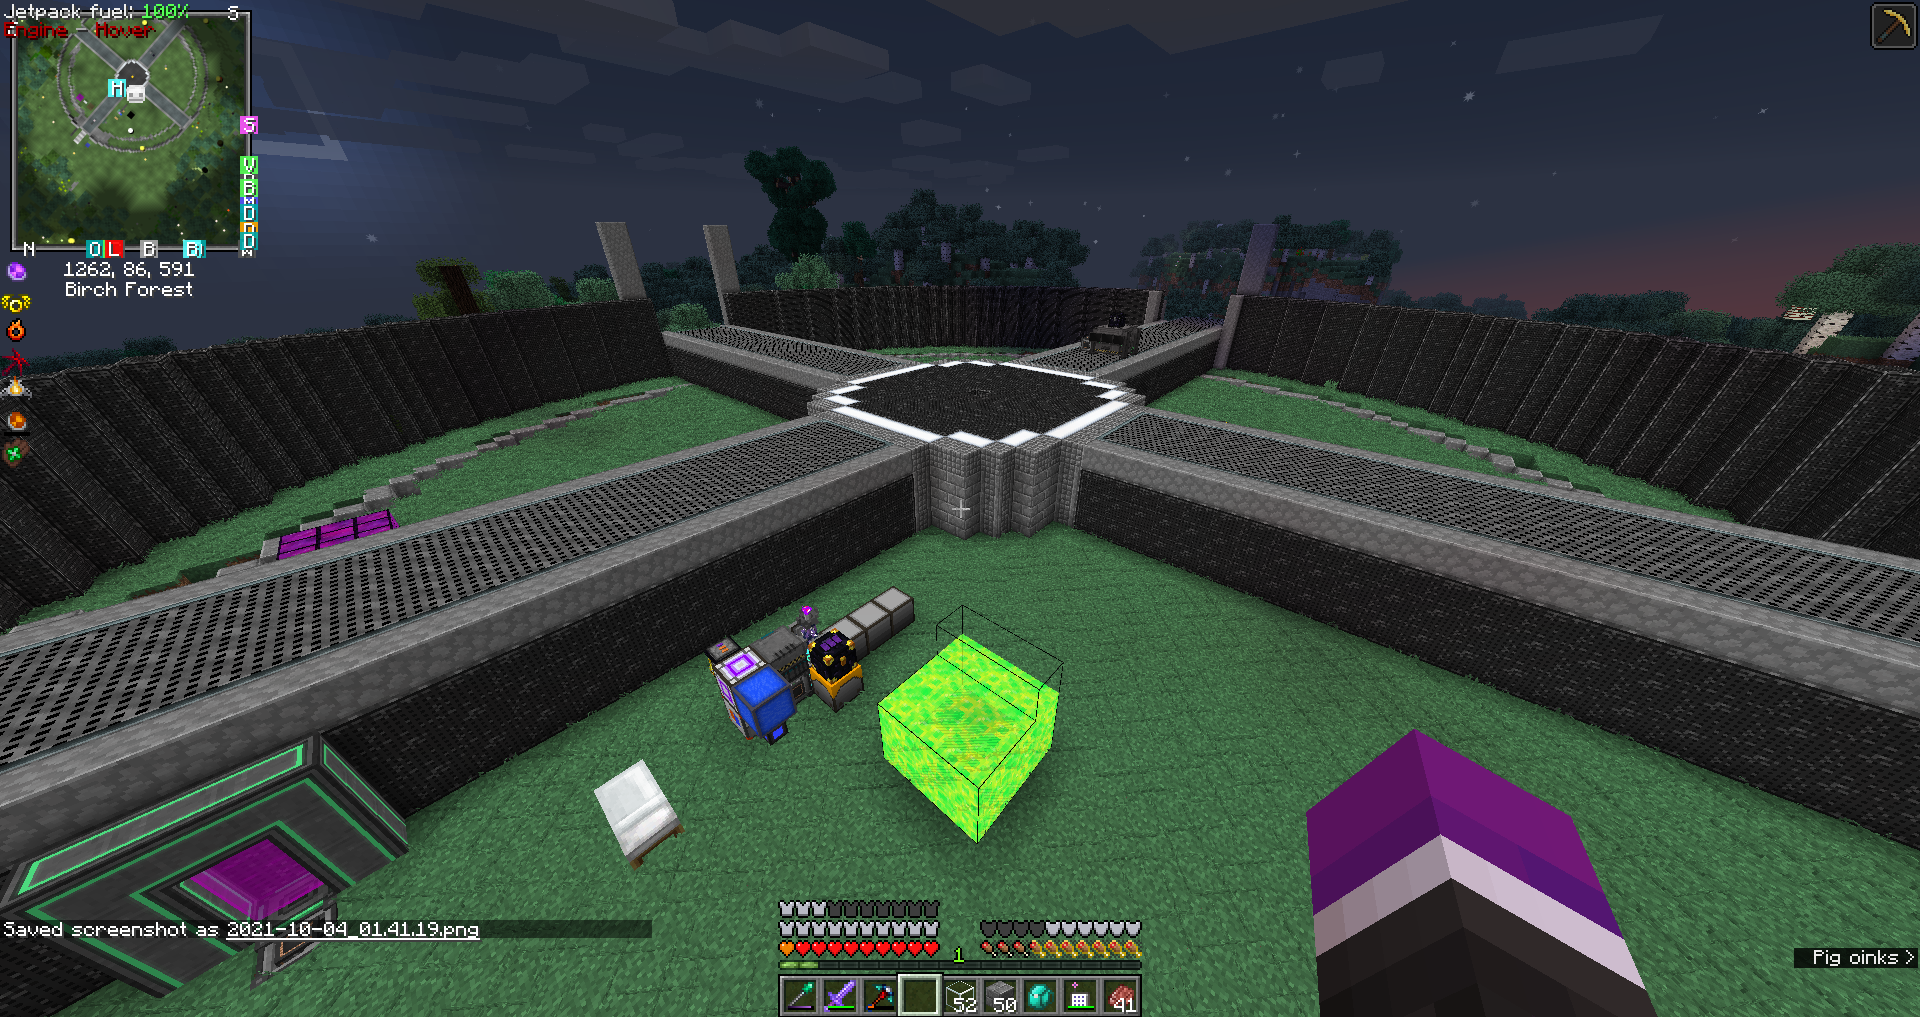 Jetpack fuel: 100%
S
Engine - Hover
H
S
V
B
D
D
W
N
O
L
B
B
1262, 86, 591
Birch Forest
Saved screenshot as 2021-10-04_01.41.19.png
1
Pig oinks >
52
50
41